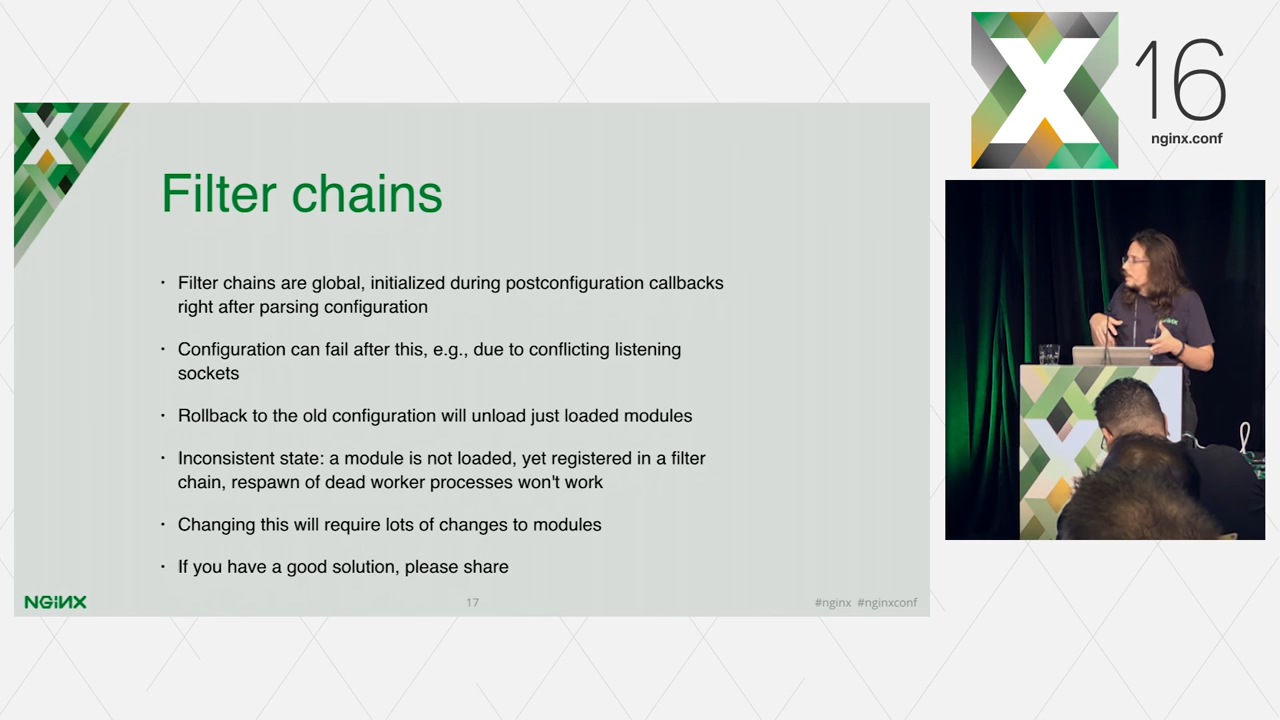 X
16
nginx.conf
X
Filter chains
· Filter chains are global, initialized during postconfiguration callbacks
right after parsing configuration
· Configuration can fail after this, e.g., due to conflicting listening
sockets
· Rollback to the old configuration will unload just loaded modules
· Inconsistent state: a module is not loaded, yet registered in a filter
chain, respawn of dead worker processes won't work
· Changing this will require lots of changes to modules
· If you have a good solution, please share
NGINX
17
#nginx #nginxconf
NGINX